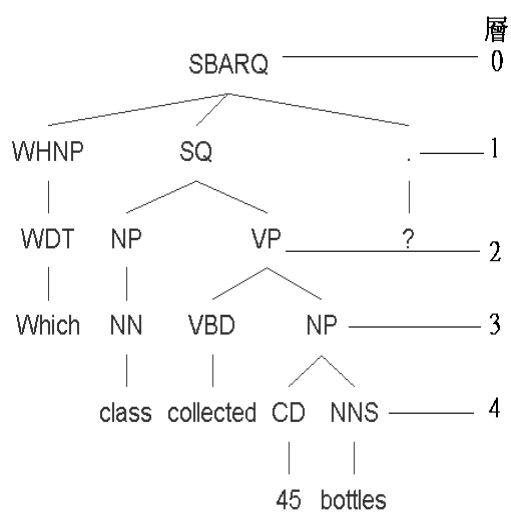 層
SBARQ 0
WHNP SQ . 1
WDT NP VP ? 2
Which NN VBD NP 3
class collected CD NNS 4
45 bottles